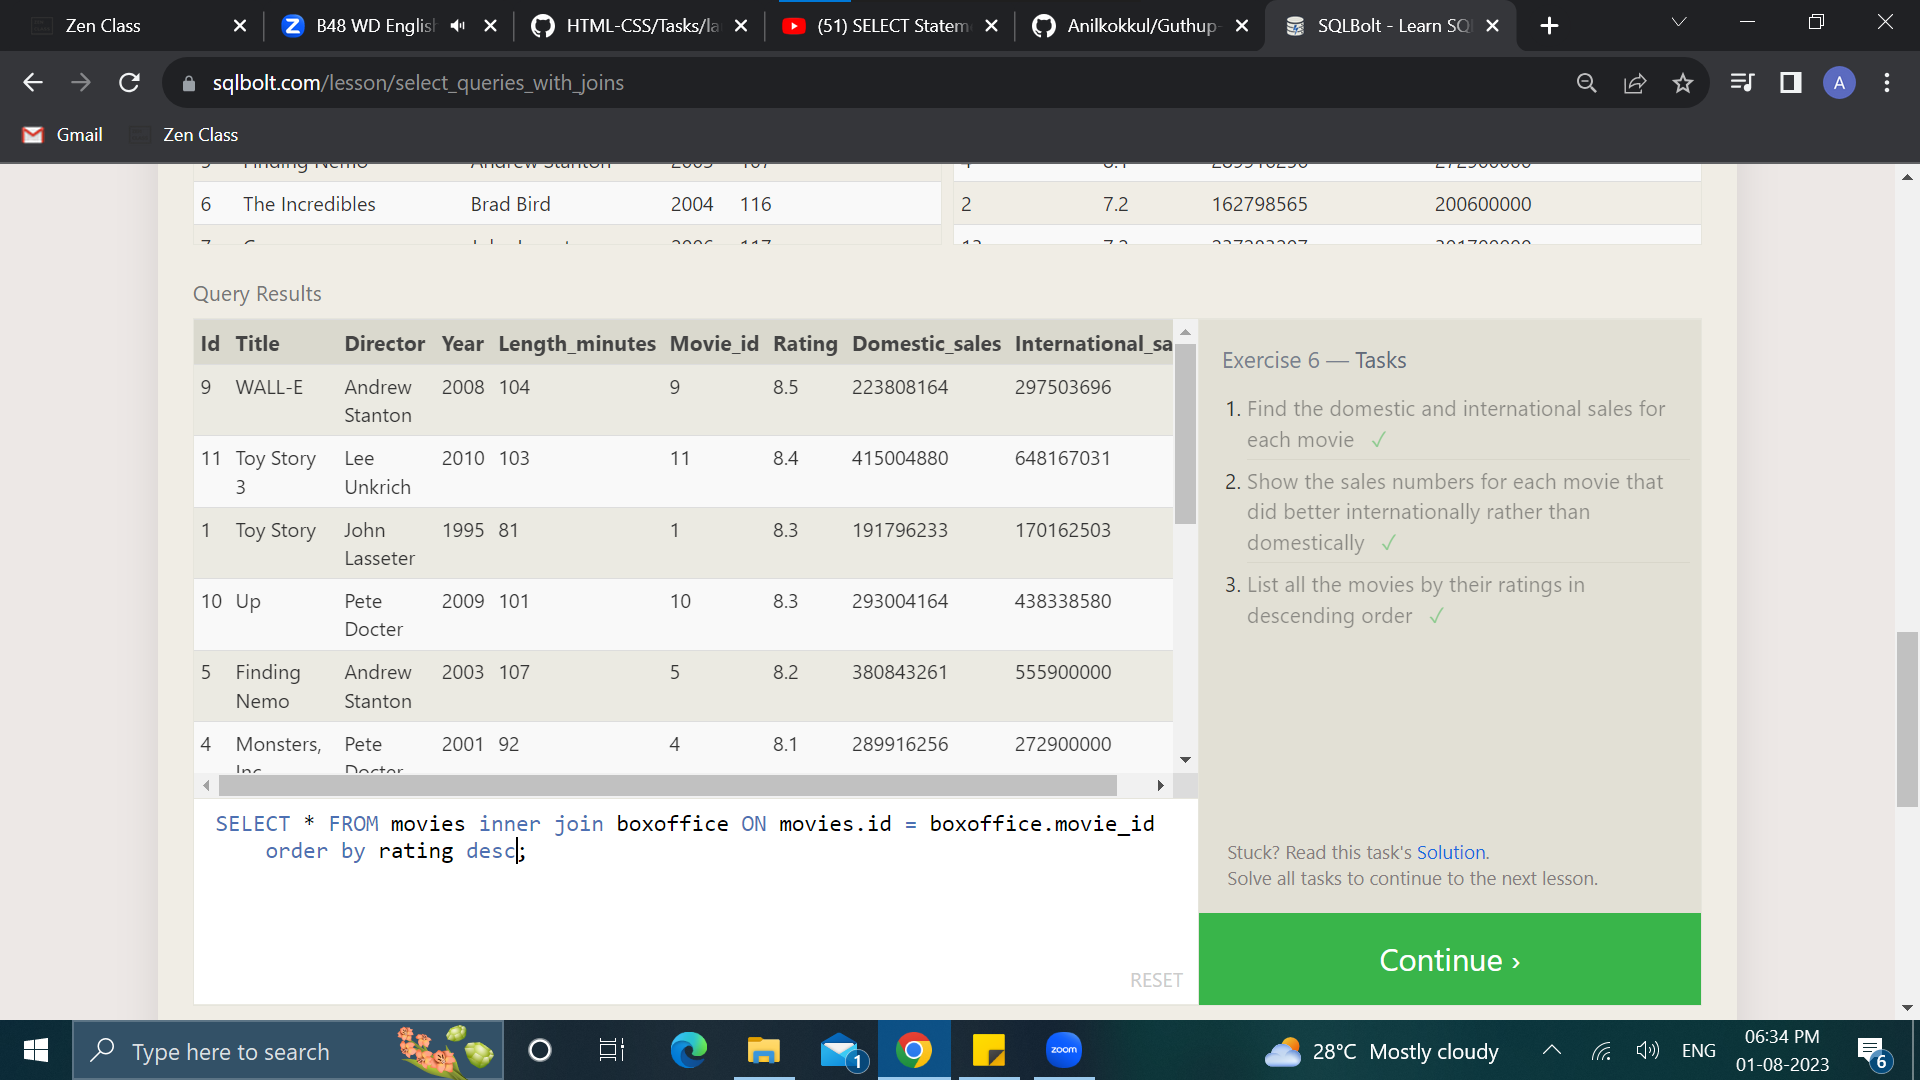 Zen Class
B48 WD English
HTML-CSS/Tasks/la
(51) SELECT Statem
Anilkokkul/Guthup-
SQLBolt - Learn SQL
sqlbolt.com/lesson/select_queries_with_joins
A
Gmail
Zen Class
6 The Incredibles Brad Bird 2004 116
2 7.2 162798565 200600000
Query Results
Id Title Director Year Length_minutes Movie_id Rating Domestic_sales International_sa
9 WALL-E Andrew 2008 104 9 8.5 223808164 297503696
Stanton
11 Toy Story Lee 2010 103 11 8.4 415004880 648167031
3 Unkrich
1 Toy Story John 1995 81 1 8.3 191796233 170162503
Lasseter
10 Up Pete 2009 101 10 8.3 293004164 438338580
Docter
5 Finding Andrew 2003 107 5 8.2 380843261 555900000
Nemo Stanton
4 Monsters, Pete 2001 92 4 8.1 289916256 272900000
Inc. Docter
SELECT * FROM movies inner join boxoffice ON movies.id = boxoffice.movie_id
order by rating desc;
RESET
Exercise 6 — Tasks
1. Find the domestic and international sales for
each movie ✓
2. Show the sales numbers for each movie that
did better internationally rather than
domestically ✓
3. List all the movies by their ratings in
descending order ✓
Stuck? Read this task's Solution.
Solve all tasks to continue to the next lesson.
Continue ›
Type here to search
1
zoom
28°C Mostly cloudy
ENG
06:34 PM
01-08-2023
6